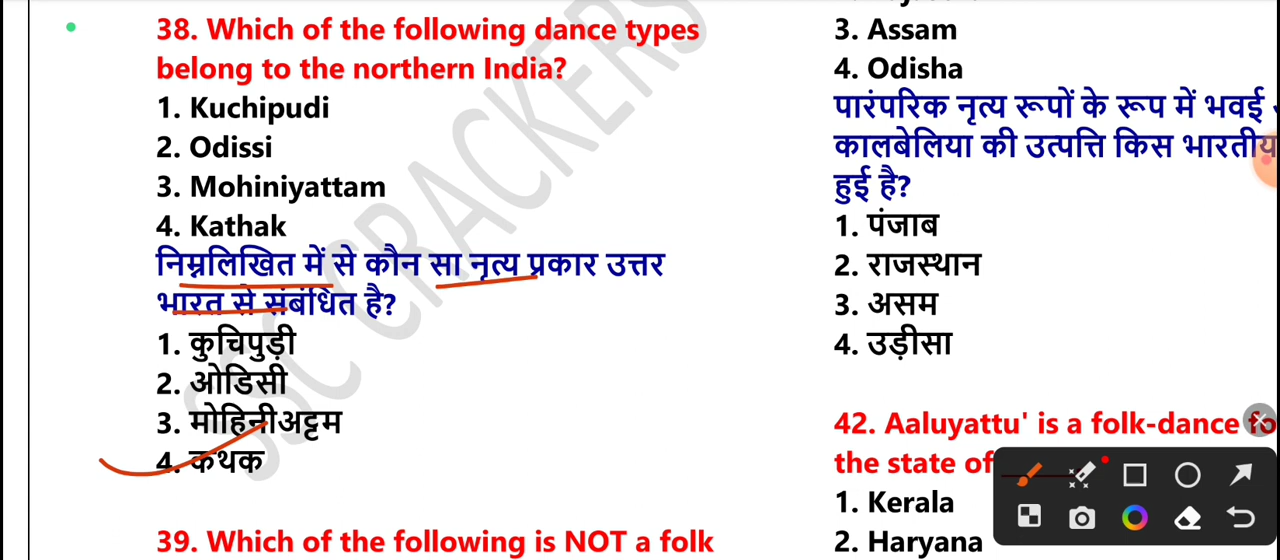 38. Which of the following dance types
belong to the northern India?
1. Kuchipudi
2. Odissi
3. Mohiniyattam
4. Kathak
निम्नलिखित में से कौन सा नृत्य प्रकार उत्तर
भारत से संबंधित है?
1. कुचिपुड़ी
2. ओडिसी
3. मोहिनीअट्टम
4. कथक
39. Which of the following is NOT a folk
3. Assam
4. Odisha
पारंपरिक नृत्य रूपों के रूप में भवई
कालबेलिया की उत्पत्ति किस भारतीय
हुई है?
1. पंजाब
2. राजस्थान
3. असम
4. उड़ीसा
42. Aaluyattu' is a folk-dance
the state of
1. Kerala
2. Haryana
SSC CRACKERS